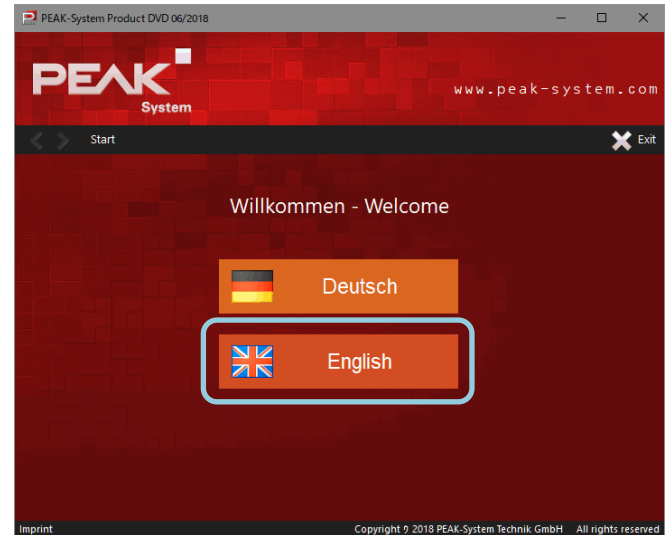 PEAK-System Product DVD 06/2018
PEAK
System
www.peak-system.com
Start
Exit
Willkommen - Welcome
Deutsch
English
Imprint
Copyright 2018 PEAK-System Technik GmbH All rights reserved